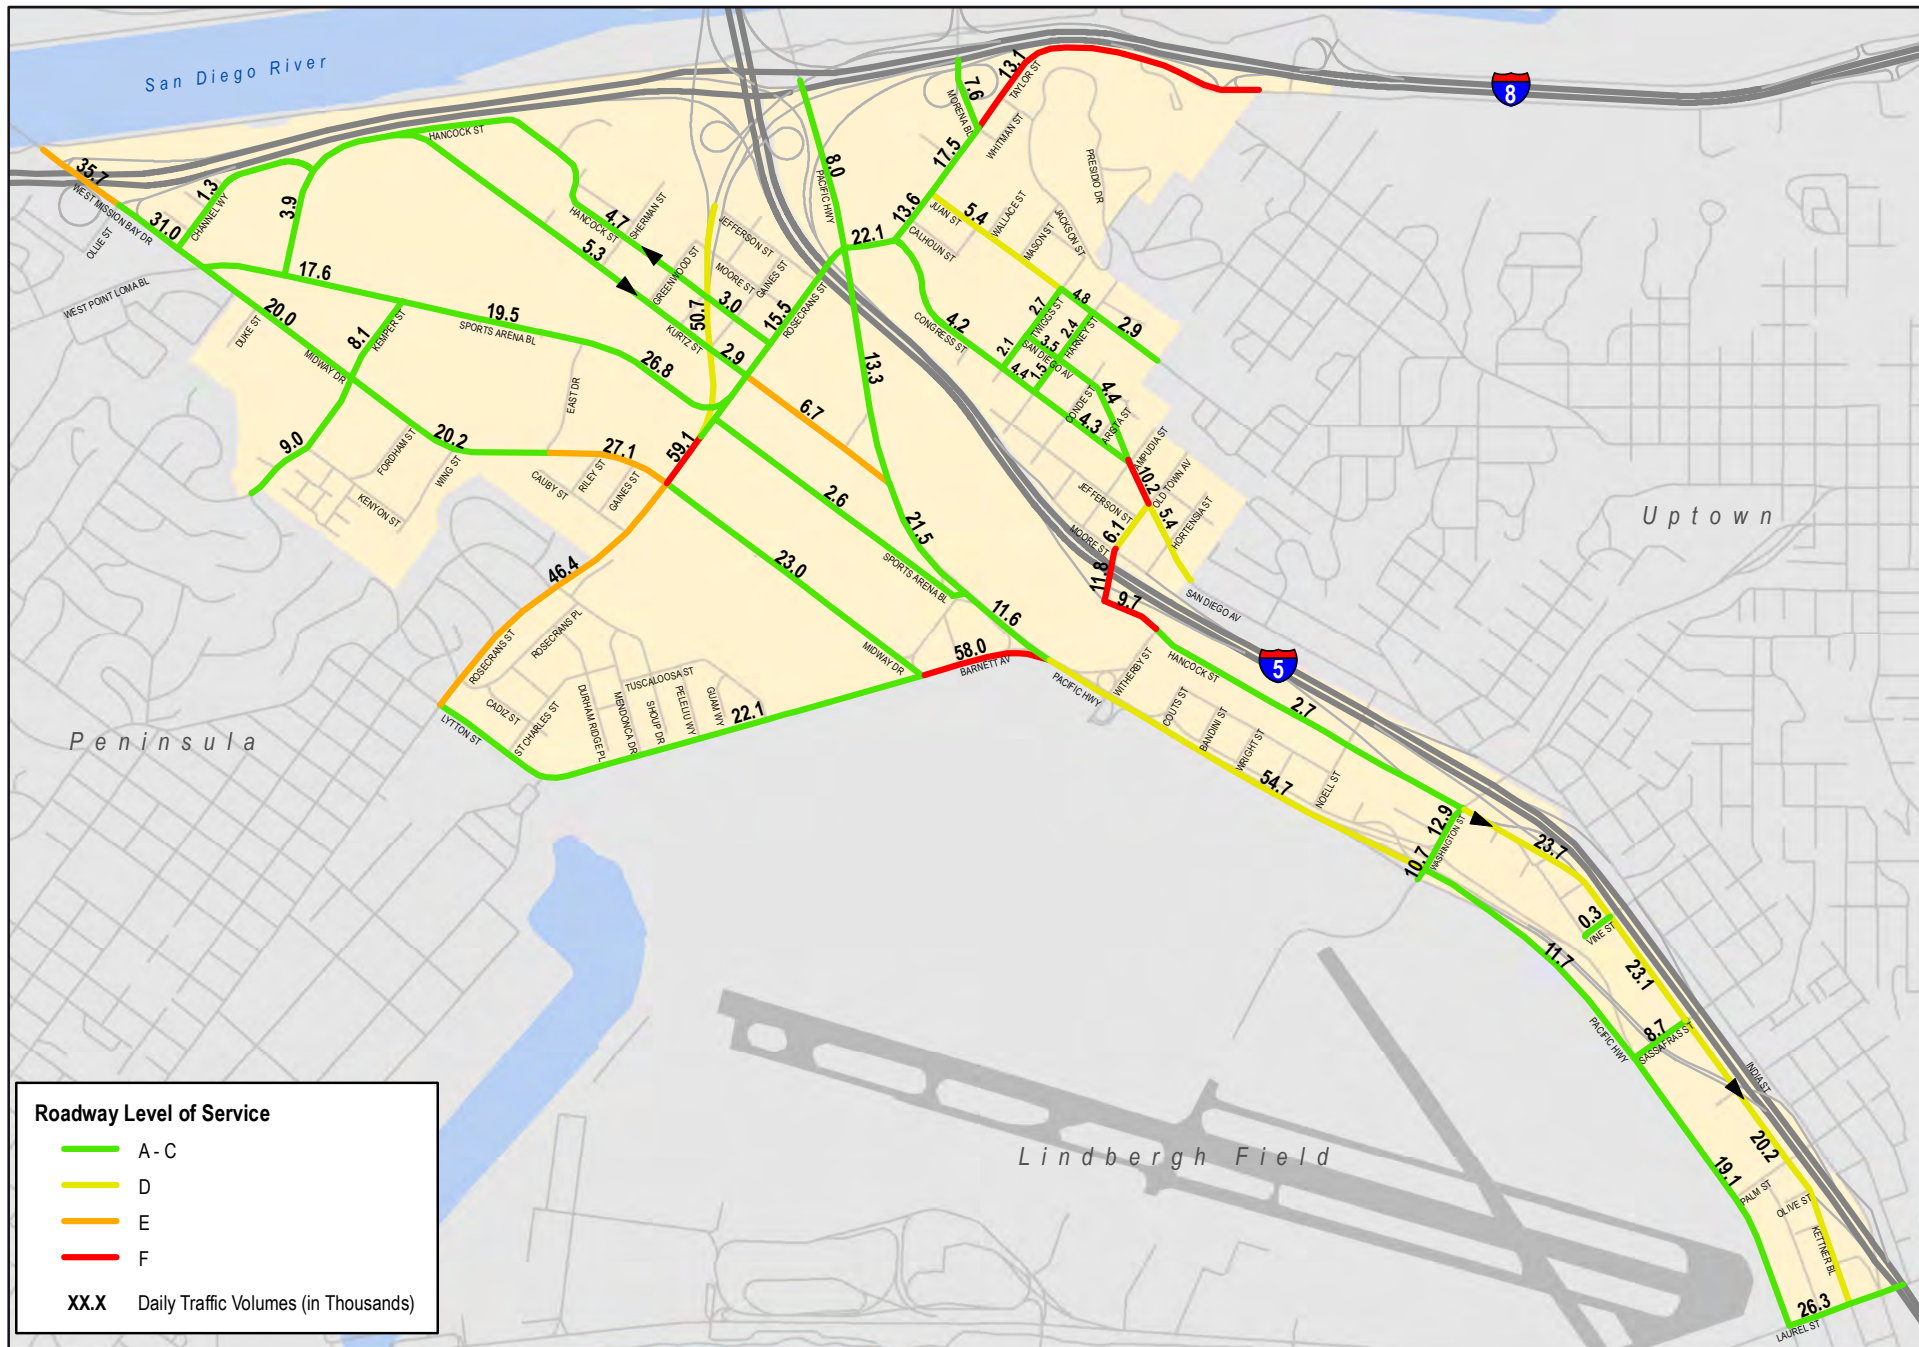 San Diego River
8
13.1
TAYLOR ST
7.6
MORENA BL
WHITMAN ST
17.5
PRESIDIO DR
HANCOCK ST
35.7
WEST MISSION BAY DR
1.3
CHANNEL WY
31.0
3.9
OLLIE ST
8.0
PACIFIC HWY
13.6
JUAN ST
5.4
WALLACE ST
JACKSON ST
MASON ST
CALHOUN ST
22.1
4.7
HANCOCK ST
SHERMAN ST
5.3
JEFFERSON ST
GREENWOOD ST
MOORE ST
GAINES ST
3.0
50.7
15.5
ROSECRANS ST
KURTZ ST
2.9
17.6
WEST POINT LOMA BL
20.0
DUKE ST
19.5
SPORTS ARENA BL
8.1
KEMPER ST
MIDWAY DR
26.8
EAST DR
4.8
2.9
2.7
TWIGGS ST
2.4
HARNEY ST
4.2
CONGRESS ST
2.1
3.5
SAN DIEGO AV
4.4
1.5
4.4
CONDE ST
4.3
ARISTA ST
AMPUDIA ST
13.3
6.7
9.0
FORDHAM ST
20.2
WING ST
27.1
CAUBY ST
RILEY ST
GAINES ST
59.1
KENYON ST
10.2
OLD TOWN AV
JEFFERSON ST
5.4
HORTENSIA ST
6.1
MOORE ST
11.8
9.7
SAN DIEGO AV
Uptown
2.6
21.5
SPORTS ARENA BL
23.0
46.4
11.6
ROSECRANS ST
ROSECRANS PL
MIDWAY DR
58.0
BARNETT AV
PACIFIC HWY
WITHERBY ST
HANCOCK ST
5
2.7
COUTS ST
BANDINI ST
WRIGHT ST
NOELL ST
54.7
TUSCALOOSA ST
DURHAM RIDGE PL
MENDONCA DR
SHOUP DR
PELELIU WY
GUAM WY
22.1
CADIZ ST
ST CHARLES ST
LYTTON ST
Peninsula
12.9
WASHINGTON ST
10.7
23.7
0.3
VINE ST
11.7
23.1
8.7
SASSAFRAS ST
PACIFIC HWY
INDIA ST
20.2
19.1
PALM ST
OLIVE ST
KETTNER BL
26.3
LAUREL ST
Lindbergh Field
Roadway Level of Service
A - C
D
E
F
XX.X Daily Traffic Volumes (in Thousands)